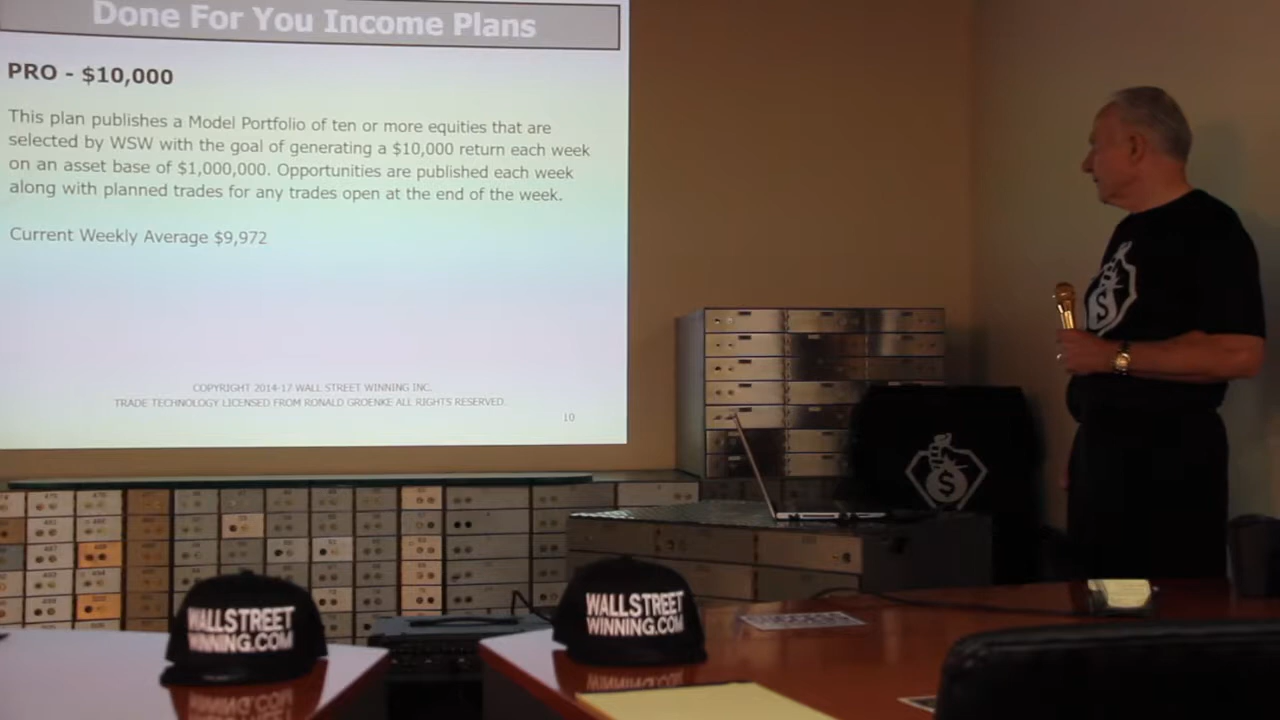 Done For You Income Plans
PRO - $10,000
This plan publishes a Model Portfolio of ten or more equities that are
selected by WSW with the goal of generating a $10,000 return each week
on an asset base of $1,000,000. Opportunities are published each week
along with planned trades for any trades open at the end of the week.
Current Weekly Average $9,972
COPYRIGHT 2014-17 WALL STREET WINNING INC.
TRADE TECHNOLOGY LICENSED FROM RONALD GROENKE ALL RIGHTS RESERVED.
10
$
$
WALLSTREET
WINNING.COM
WALLSTREET
WINNING.COM